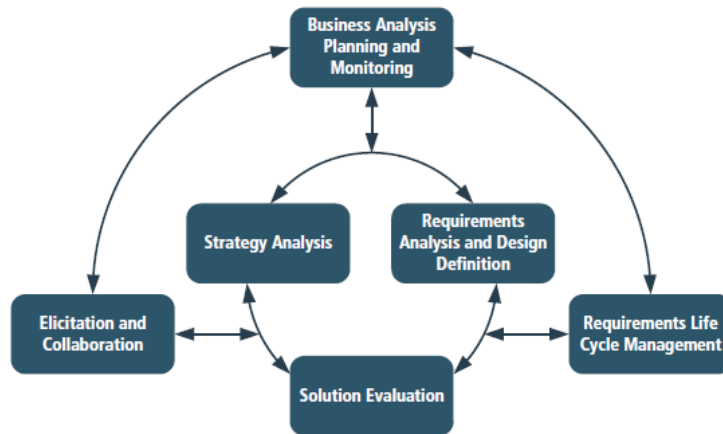 Business Analysis
Planning and
Monitoring
Strategy Analysis
Requirements
Analysis and Design
Definition
Elicitation and
Collaboration
Requirements Life
Cycle Management
Solution Evaluation